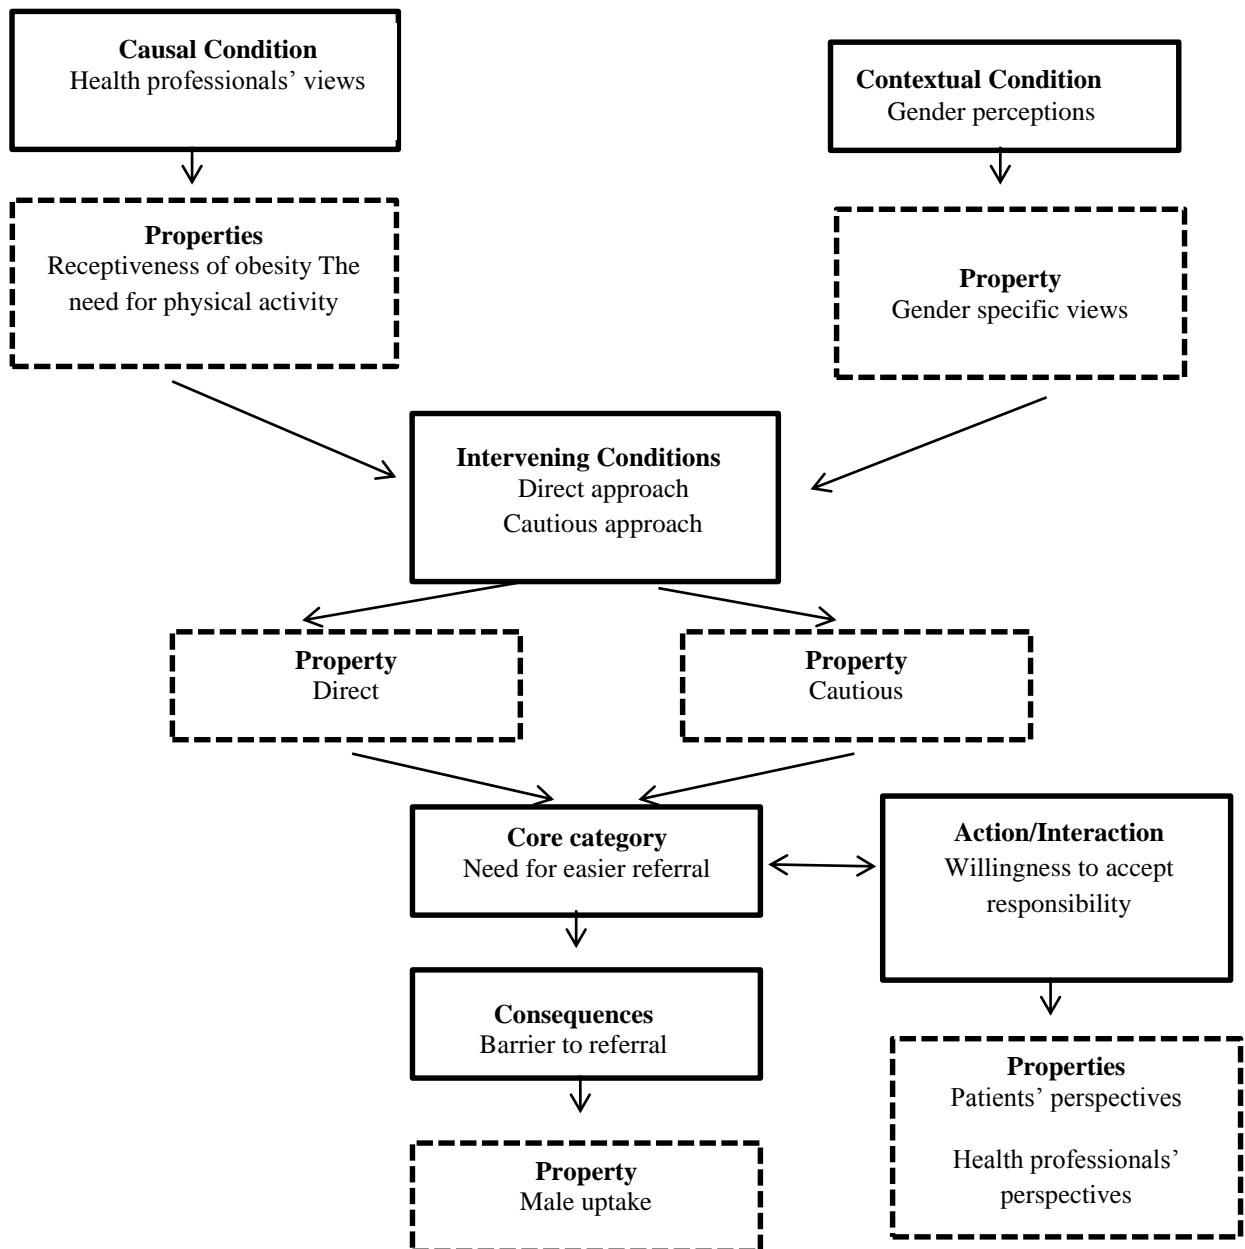 Causal Condition
Health professionals’ views
Contextual Condition
Gender perceptions
Properties
Receptiveness of obesity The
need for physical activity
Property
Gender specific views
Intervening Conditions
Direct approach
Cautious approach
Property
Direct
Property
Cautious
Core category
Need for easier referral
Action/Interaction
Willingness to accept
responsibility
Consequences
Barrier to referral
Properties
Patients’ perspectives
Health professionals’
perspectives
Property
Male uptake